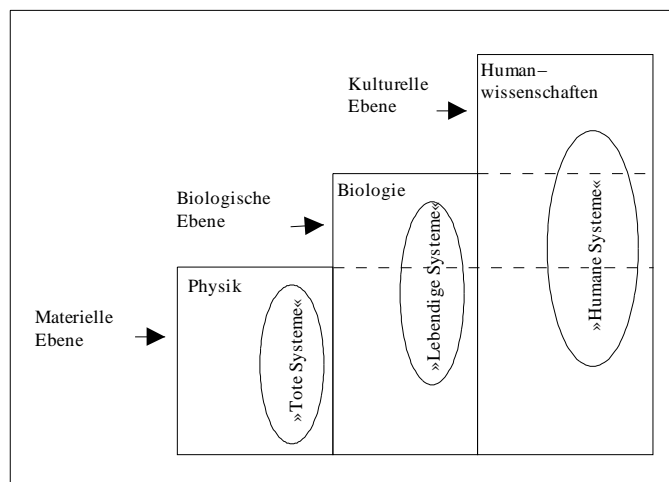 Human–
wissenschaften
Kulturelle
Ebene
Biologie
Biologische
Ebene
Physik
Materielle
Ebene
»Tote Systeme«
»Lebendige Systeme«
»Humane Systeme«